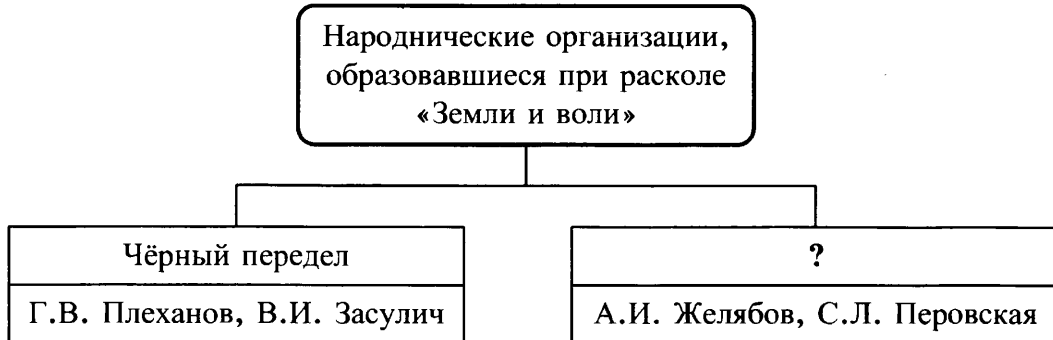 Народнические организации,
образовавшиеся при расколе
«Земли и воли»
Чёрный передел
?
Г.В. Плеханов, В.И. Засулич
А.И. Желябов, С.Л. Перовская